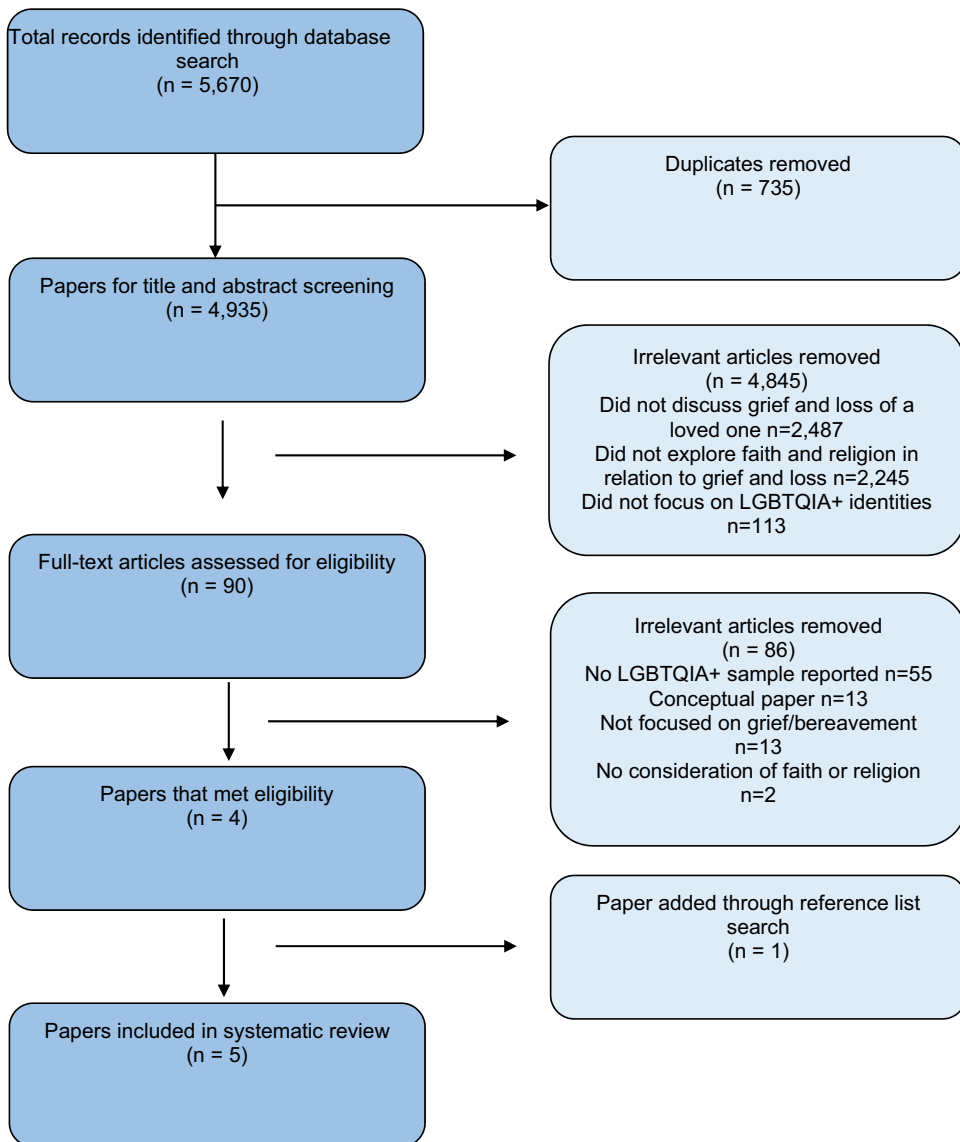 Total records identified through database
search
(n = 5,670)
Duplicates removed
(n = 735)
Papers for title and abstract screening
(n = 4,935)
Irrelevant articles removed
(n = 4,845)
Did not discuss grief and loss of a
loved one n=2,487
Did not explore faith and religion in
relation to grief and loss n=2,245
Did not focus on LGBTQIA+ identities
n=113
Full-text articles assessed for eligibility
(n = 90)
Irrelevant articles removed
(n = 86)
No LGBTQIA+ sample reported n=55
Conceptual paper n=13
Not focused on grief/bereavement
n=13
No consideration of faith or religion
n=2
Papers that met eligibility
(n = 4)
Paper added through reference list
search
(n = 1)
Papers included in systematic review
(n = 5)